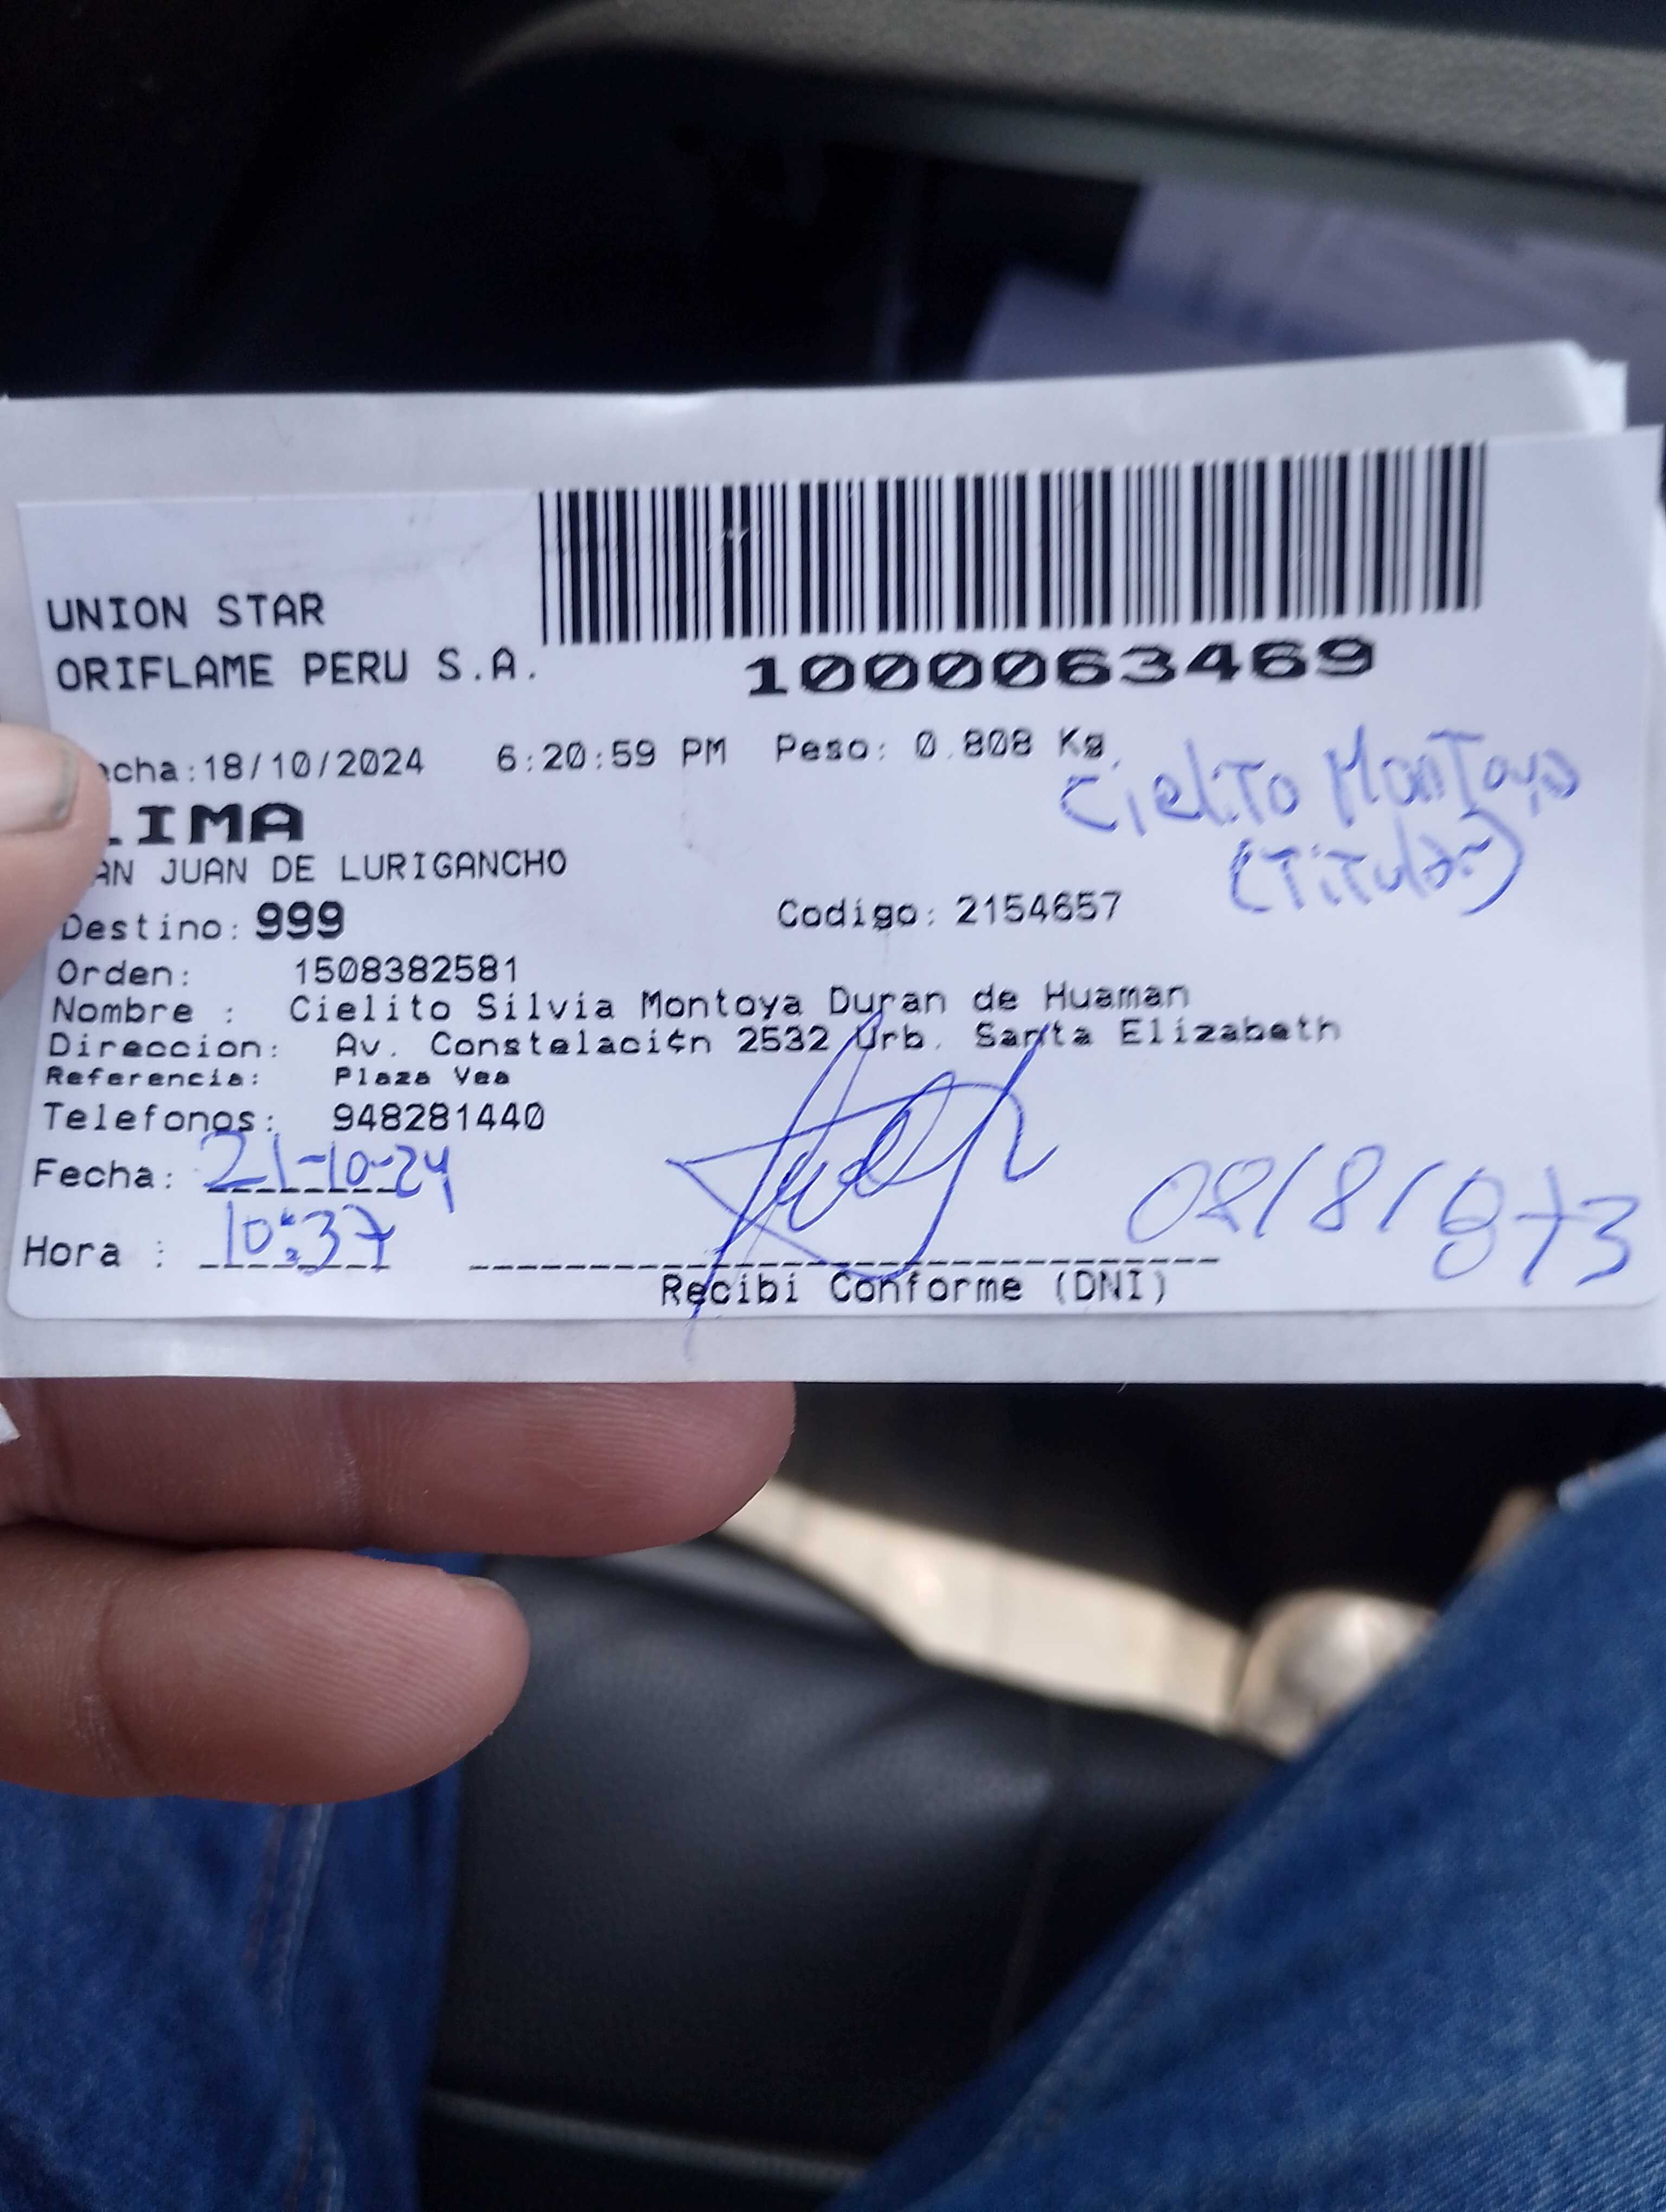 UNION STAR
ORIFLAME PERU S.A.
1000063469
cha:18/10/2024 6:20:59 PM Peso: 0.808 Kg.
Cielito Montoya
(Titular)
LIMA
AN JUAN DE LURIGANCHO
Destino: 999 Codigo: 2154657
Orden: 1508382581
Nombre : Cielito Silvia Montoya Duran de Huaman
Direccion: Av. Constelaci¢n 2532 Urb. Santa Elizabeth
Referencia: Plaza Vea
Telefonos: 948281440
Fecha: 21-10-24
Hora : 10:37
Recibi Conforme (DNI)